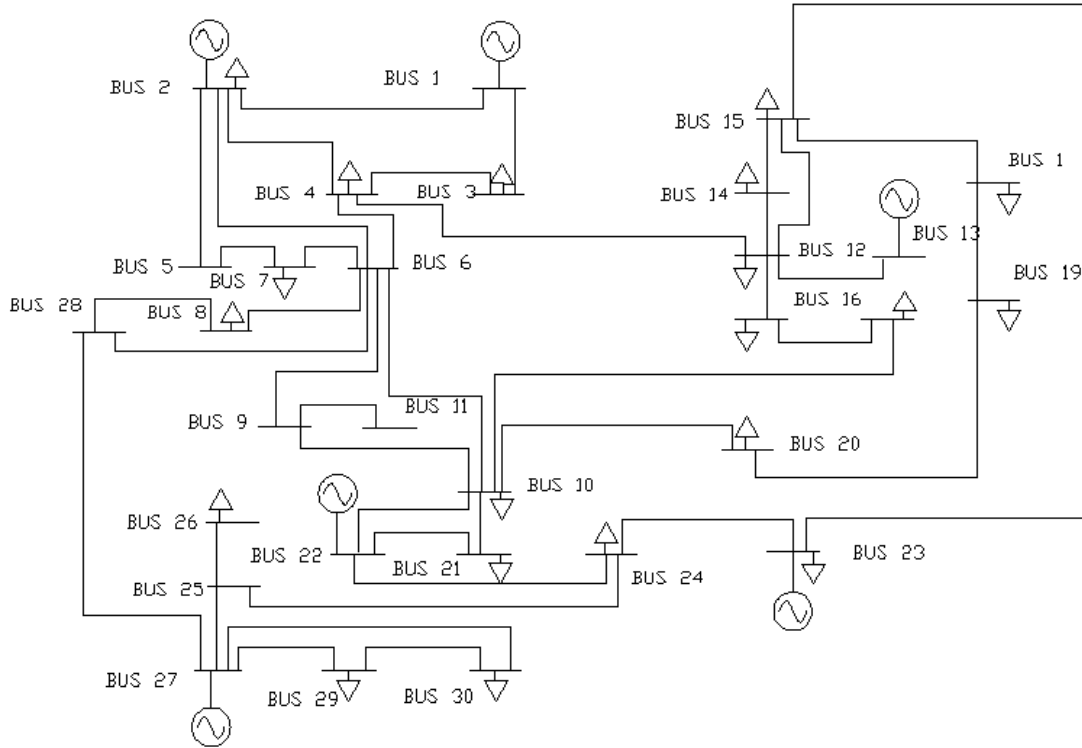 BUS 2
BUS 1
BUS 15
BUS 1
BUS 4
BUS 3
BUS 14
BUS 13
BUS 12
BUS 5
BUS 7
BUS 6
BUS 19
BUS 28
BUS 8
BUS 16
BUS 9
BUS 11
BUS 20
BUS 10
BUS 26
BUS 22
BUS 21
BUS 24
BUS 23
BUS 25
BUS 27
BUS 29
BUS 30